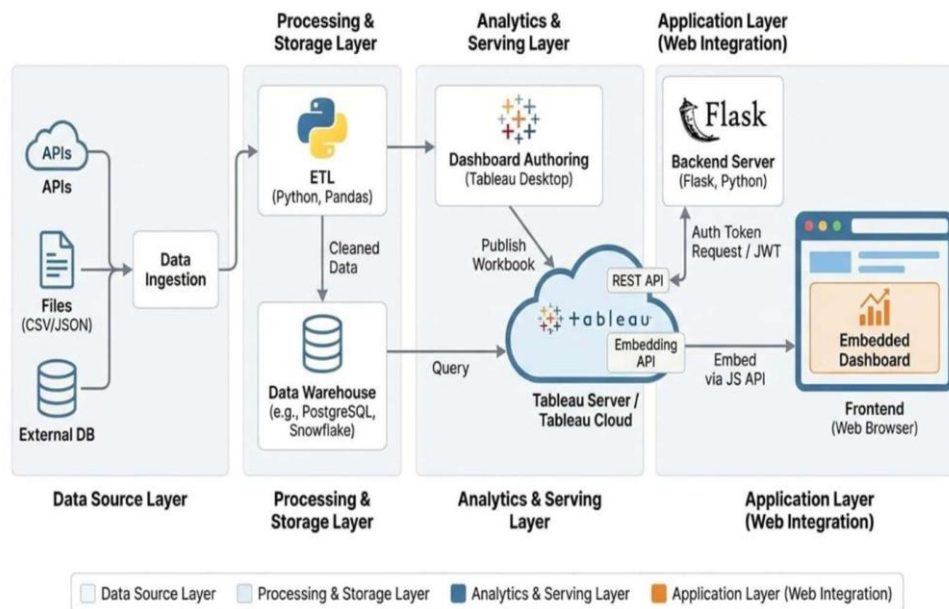 Processing &
Storage Layer
Analytics &
Serving Layer
Application Layer
(Web Integration)
APIs
APIs
Files
(CSV/JSON)
External DB
Data
Ingestion
ETL
(Python, Pandas)
Cleaned
Data
Data Warehouse
(e.g., PostgreSQL,
Snowflake)
Dashboard Authoring
(Tableau Desktop)
Publish
Workbook
Query
REST API
tableau
Embedding
API
Tableau Server /
Tableau Cloud
Flask
Backend Server
(Flask, Python)
Auth Token
Request / JWT
Embed
via JS API
Embedded
Dashboard
Frontend
(Web Browser)
Data Source Layer
Processing &
Storage Layer
Analytics & Serving
Layer
Application Layer
(Web Integration)
Data Source Layer
Processing & Storage Layer
Analytics & Serving Layer
Application Layer (Web Integration)